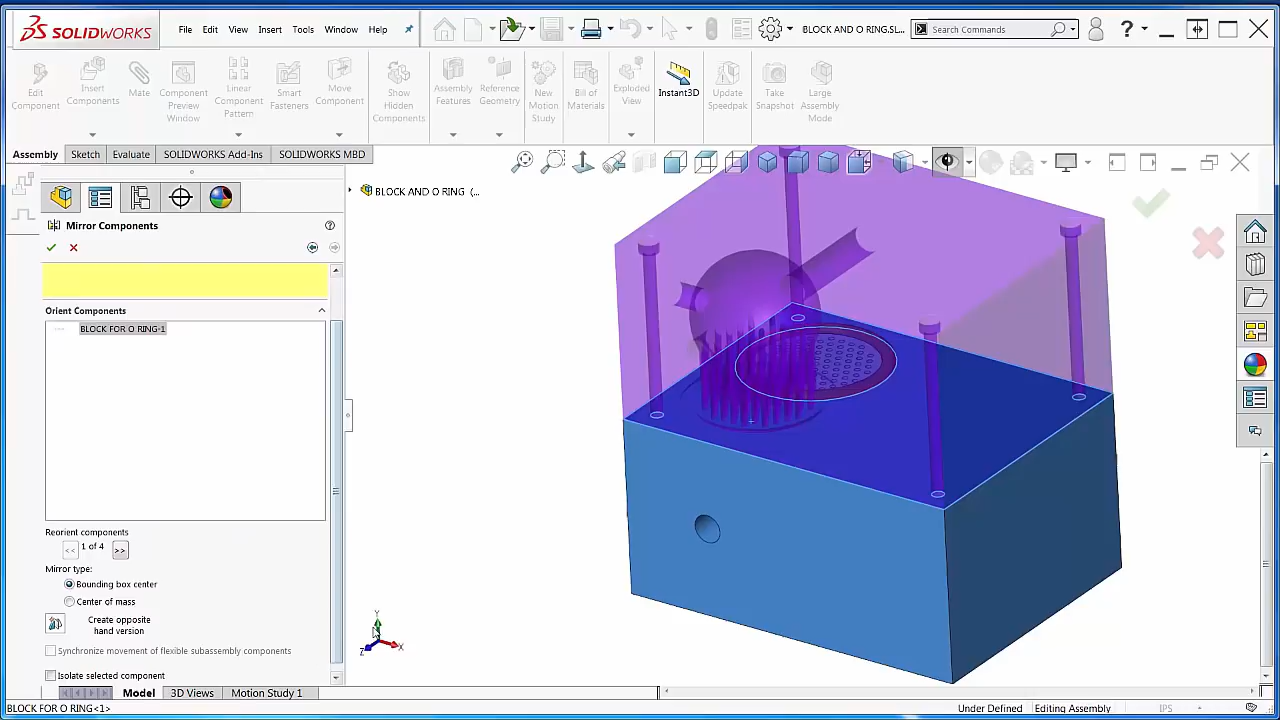 SOLIDWORKS
File Edit View Insert Tools Window Help
BLOCK AND O RING.SL...
Search Commands
?
Edit Component
Insert Components
Mate
Component Preview Window
Linear Component Pattern
Smart Fasteners
Move Component
Show Hidden Components
Assembly Features
Reference Geometry
New Motion Study
Bill of Materials
Exploded View
Instant3D
Update Speedpak
Take Snapshot
Large Assembly Mode
Assembly Sketch Evaluate SOLIDWORKS Add-Ins SOLIDWORKS MBD
BLOCK AND O RING (...
Mirror Components
Orient Components
BLOCK FOR O RING-1
Reorient components
<< 1 of 4 >>
Mirror type:
Bounding box center
Center of mass
Create opposite
hand version
Synchronize movement of flexible subassembly components
Isolate selected component
Y
X
Z
Model 3D Views Motion Study 1
BLOCK FOR O RING<1>
Under Defined Editing Assembly IPS